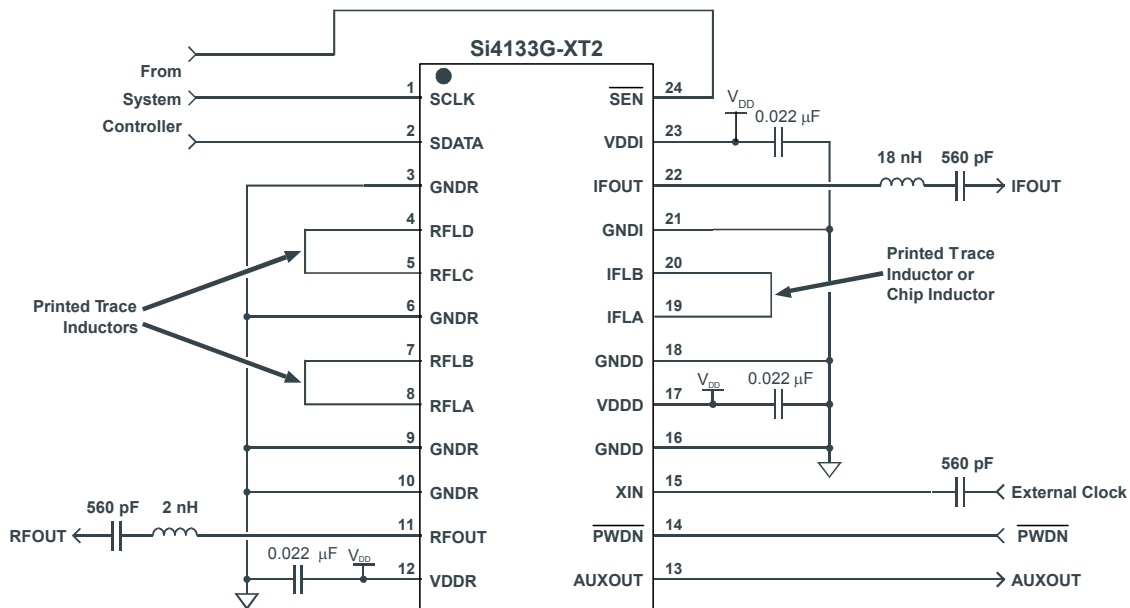 Si4133G-XT2
From
System
Controller
1 SCLK
2 SDATA
3 GNDR
4 RFLD
5 RFLC
6 GNDR
7 RFLB
8 RFLA
9 GNDR
10 GNDR
11 RFOUT
12 VDDR
Printed Trace
Inductors
560 pF
2 nH
RFOUT
0.022 μF
VDD
SEN 24
VDDI 23
IFOUT 22
GNDI 21
IFLB 20
IFLA 19
GNDD 18
VDDD 17
GNDD 16
XIN 15
PWDN 14
AUXOUT 13
VDD
0.022 μF
18 nH
560 pF
IFOUT
Printed Trace
Inductor or
Chip Inductor
VDD
0.022 μF
560 pF
External Clock
PWDN
AUXOUT